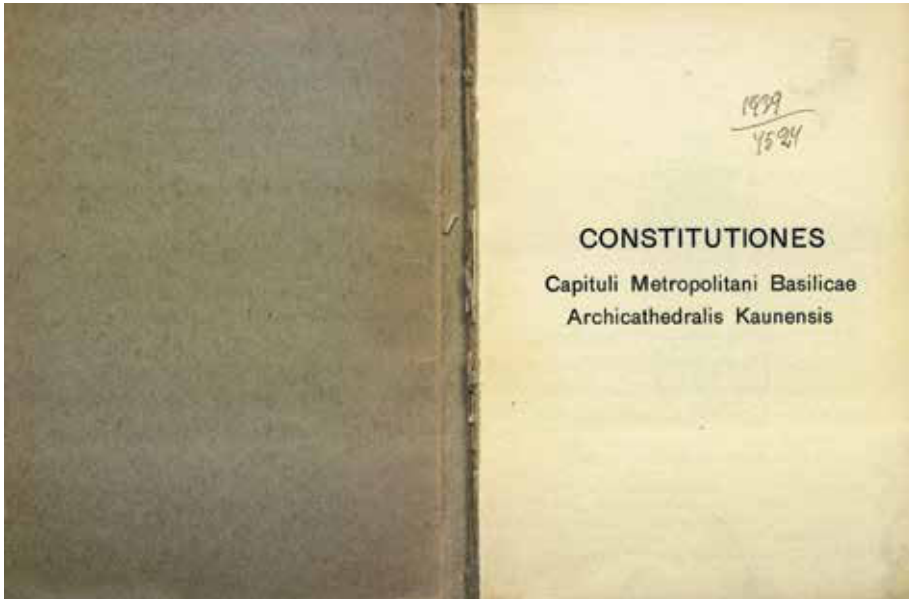 1939
4524
CONSTITUTIONES
Capituli Metropolitani Basilicae
Archicathedralis Kaunensis